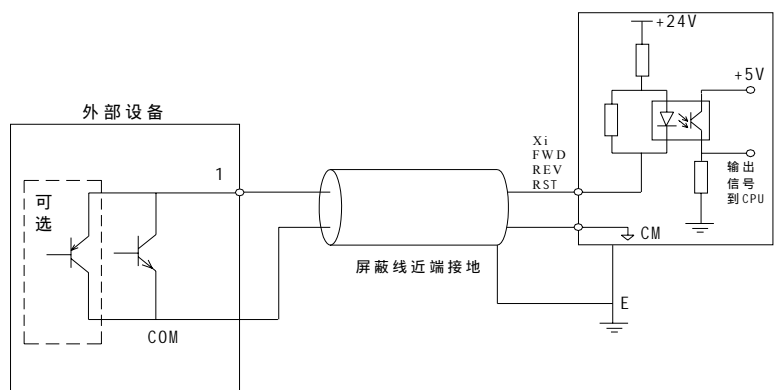 +24V
+5V
外部设备
可
选
1
COM
Xi
FWD
REV
RST
输出
信号
到CPU
CM
屏蔽线近端接地
E